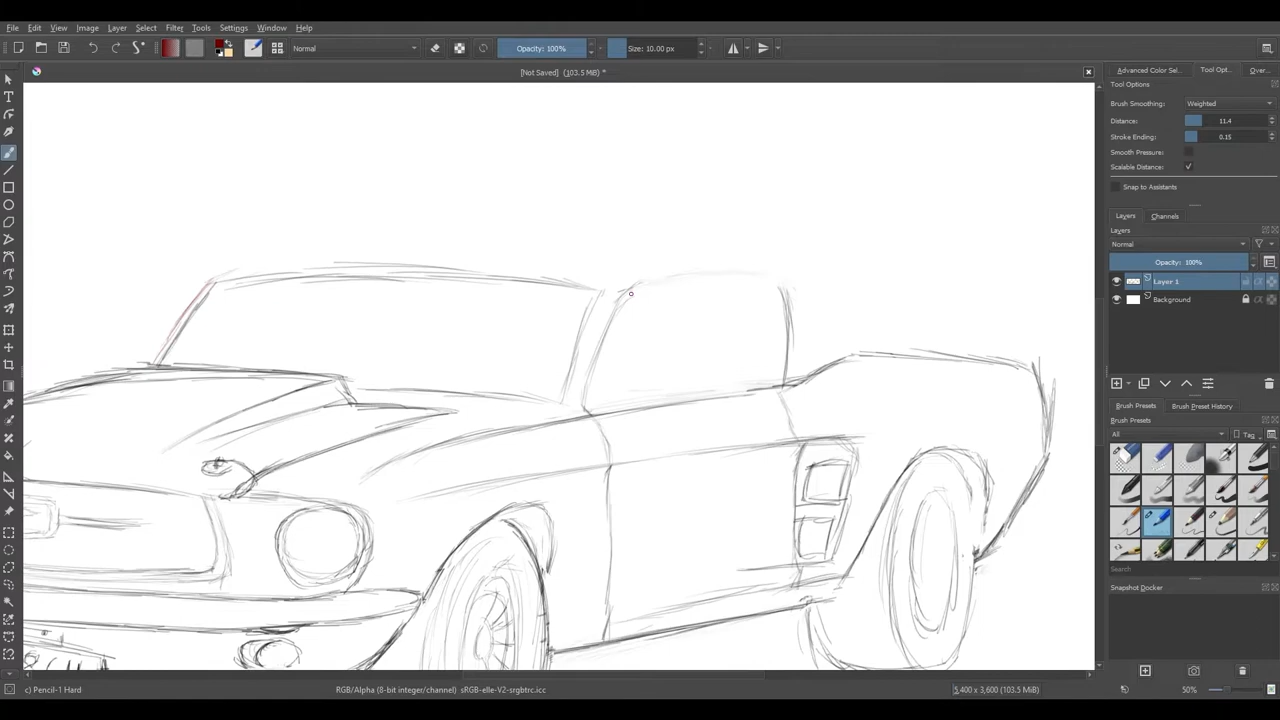 File Edit View Image Layer Select Filter Tools Settings Window Help
Normal Opacity: 100% Size: 10.00 px
[Not Saved] (103.5 MiB) *
Advanced Color Sel... Tool Opt... Over...
Tool Options
Brush Smoothing: Weighted
Distance: 11.4
Stroke Ending: 0.15
Smooth Pressure:
Scalable Distance:
Snap to Assistants
Layers Channels
Layers
Normal
Opacity: 100%
Layer 1
Background
Brush Presets Brush Preset History
Brush Presets
All Tag
Search
Snapshot Docker
c) Pencil-1 Hard RGB/Alpha (8-bit integer/channel) sRGB-elle-V2-srgbtrc.icc 5,400 x 3,600 (103.5 MiB) 50%